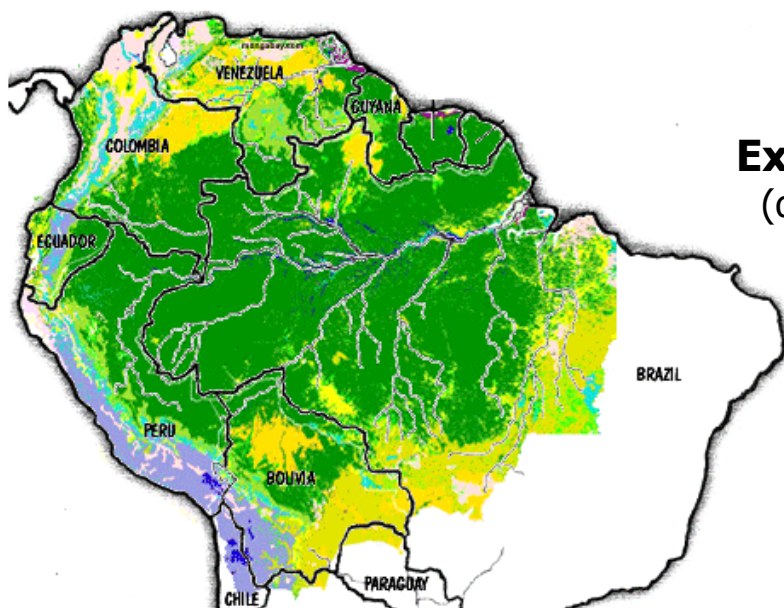 mongabay.com
VENEZUELA
GUYANA
COLOMBIA
Ex
(c
ECUADOR
BRAZIL
PERU
BOLIVIA
PARAGUAY
CHILE